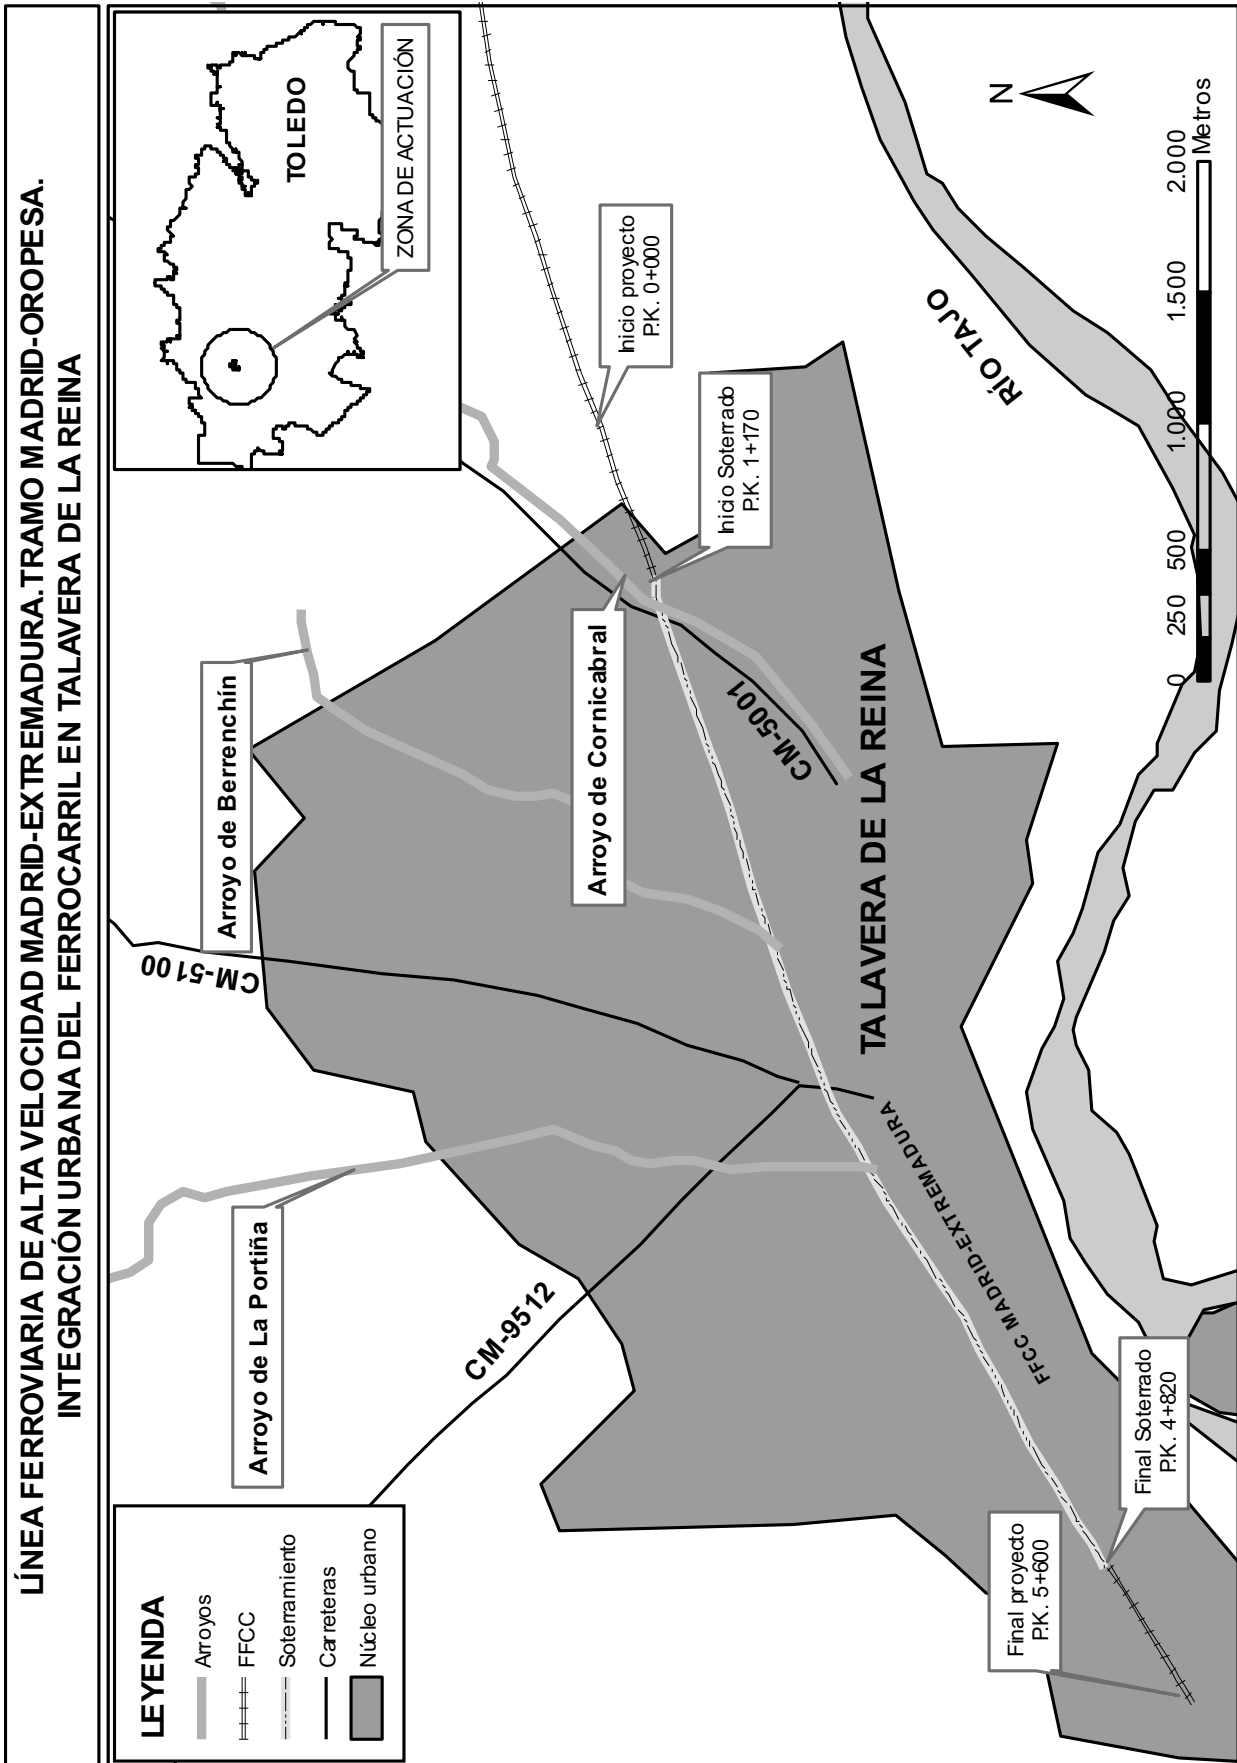 LÍNEA FERROVIARIA DE ALTA VELOCIDAD MADRID-EXTREMADURA. TRAMO MADRID-OROPESA.
INTEGRACIÓN URBANA DEL FERROCARRIL EN TALAVERA DE LA REINA
LEYENDA
Arroyos
FFCC
Soterramiento
Carreteras
Núcleo urbano
Arroyo de La Portiña
CM-5100
Arroyo de Berrenchín
TOLEDO
ZONA DE ACTUACIÓN
CM-9512
Arroyo de Cornicabral
Inicio proyecto
P.K. 0+000
Inicio Soterrado
P.K. 1+170
CM-5001
TALAVERA DE LA REINA
FFCC MADRID-EXTREMADURA
RÍO TAJO
N
Final proyecto
P.K. 5+600
Final Soterrado
P.K. 4+820
0 250 500 1.000 1.500 2.000
Metros